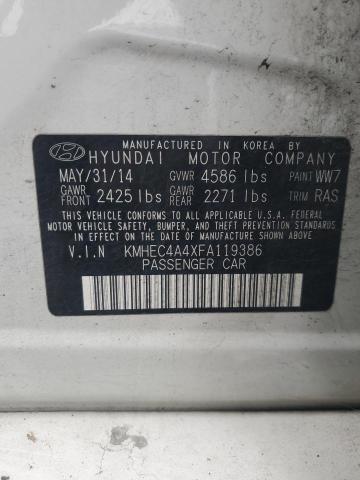 MANUFACTURED IN KOREA BY
HYUNDAI MOTOR COMPANY
MAY/31/14 GVWR 4586 lbs PAINT WW7
GAWR FRONT 2425 lbs GAWR REAR 2271 lbs TRIM RAS
THIS VEHICLE CONFORMS TO ALL APPLICABLE U.S.A. FEDERAL
MOTOR VEHICLE SAFETY, BUMPER, AND THEFT PREVENTION STANDARDS
IN EFFECT ON THE DATE OF MANUFACTURE SHOWN ABOVE.
V.I.N KMHEC4A4XFA119386
PASSENGER CAR